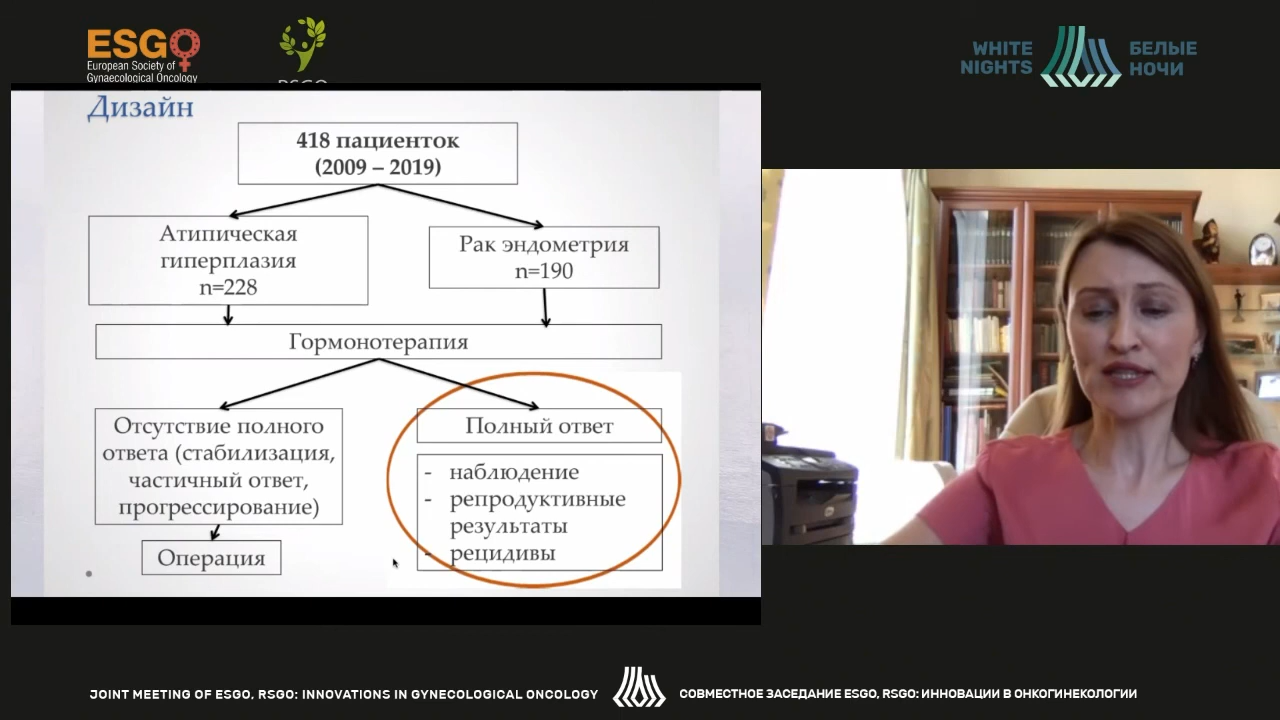 ESGO
European Society of
Gynaecological Oncology
RSGO
WHITE
NIGHTS
БЕЛЫЕ
НОЧИ
Дизайн
418 пациенток
(2009 – 2019)
Атипическая
гиперплазия
n=228
Рак эндометрия
n=190
Гормонотерапия
Отсутствие полного
ответа (стабилизация,
частичный ответ,
прогрессирование)
Операция
Полный ответ
- наблюдение
- репродуктивные
результаты
- рецидивы
JOINT MEETING OF ESGO, RSGO: INNOVATIONS IN GYNECOLOGICAL ONCOLOGY
СОВМЕСТНОЕ ЗАСЕДАНИЕ ESGO, RSGO: ИННОВАЦИИ В ОНКОГИНЕКОЛОГИИ